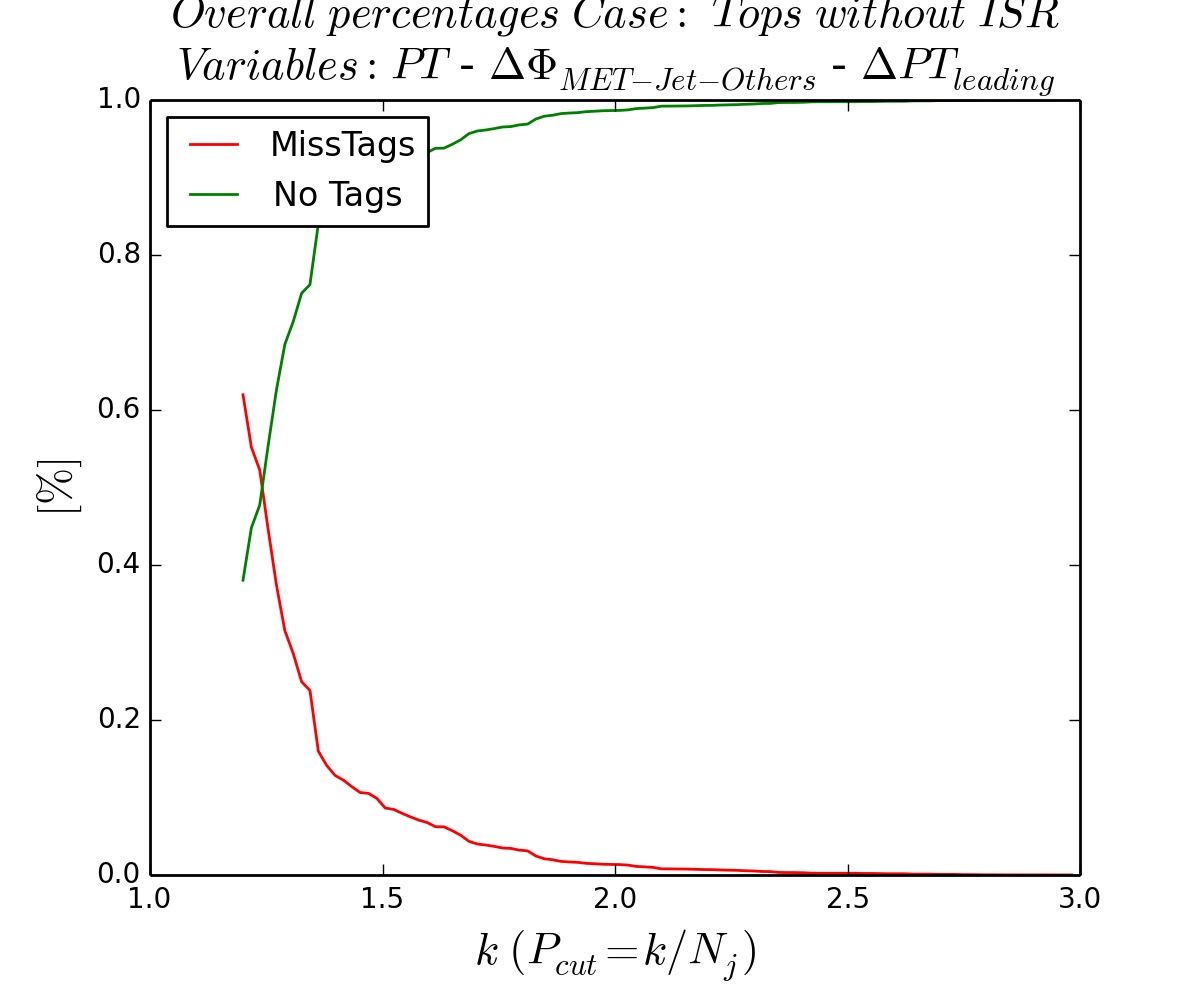 Overall percentages Case: Tops without ISR
Variables: PT - ΔΦ_{MET−Jet−Others} - ΔPT_{leading}
1.0
MissTags
No Tags
0.8
0.6
[%]
0.4
0.2
0.0
1.0 1.5 2.0 2.5 3.0
k (P_{cut}=k/N_j)